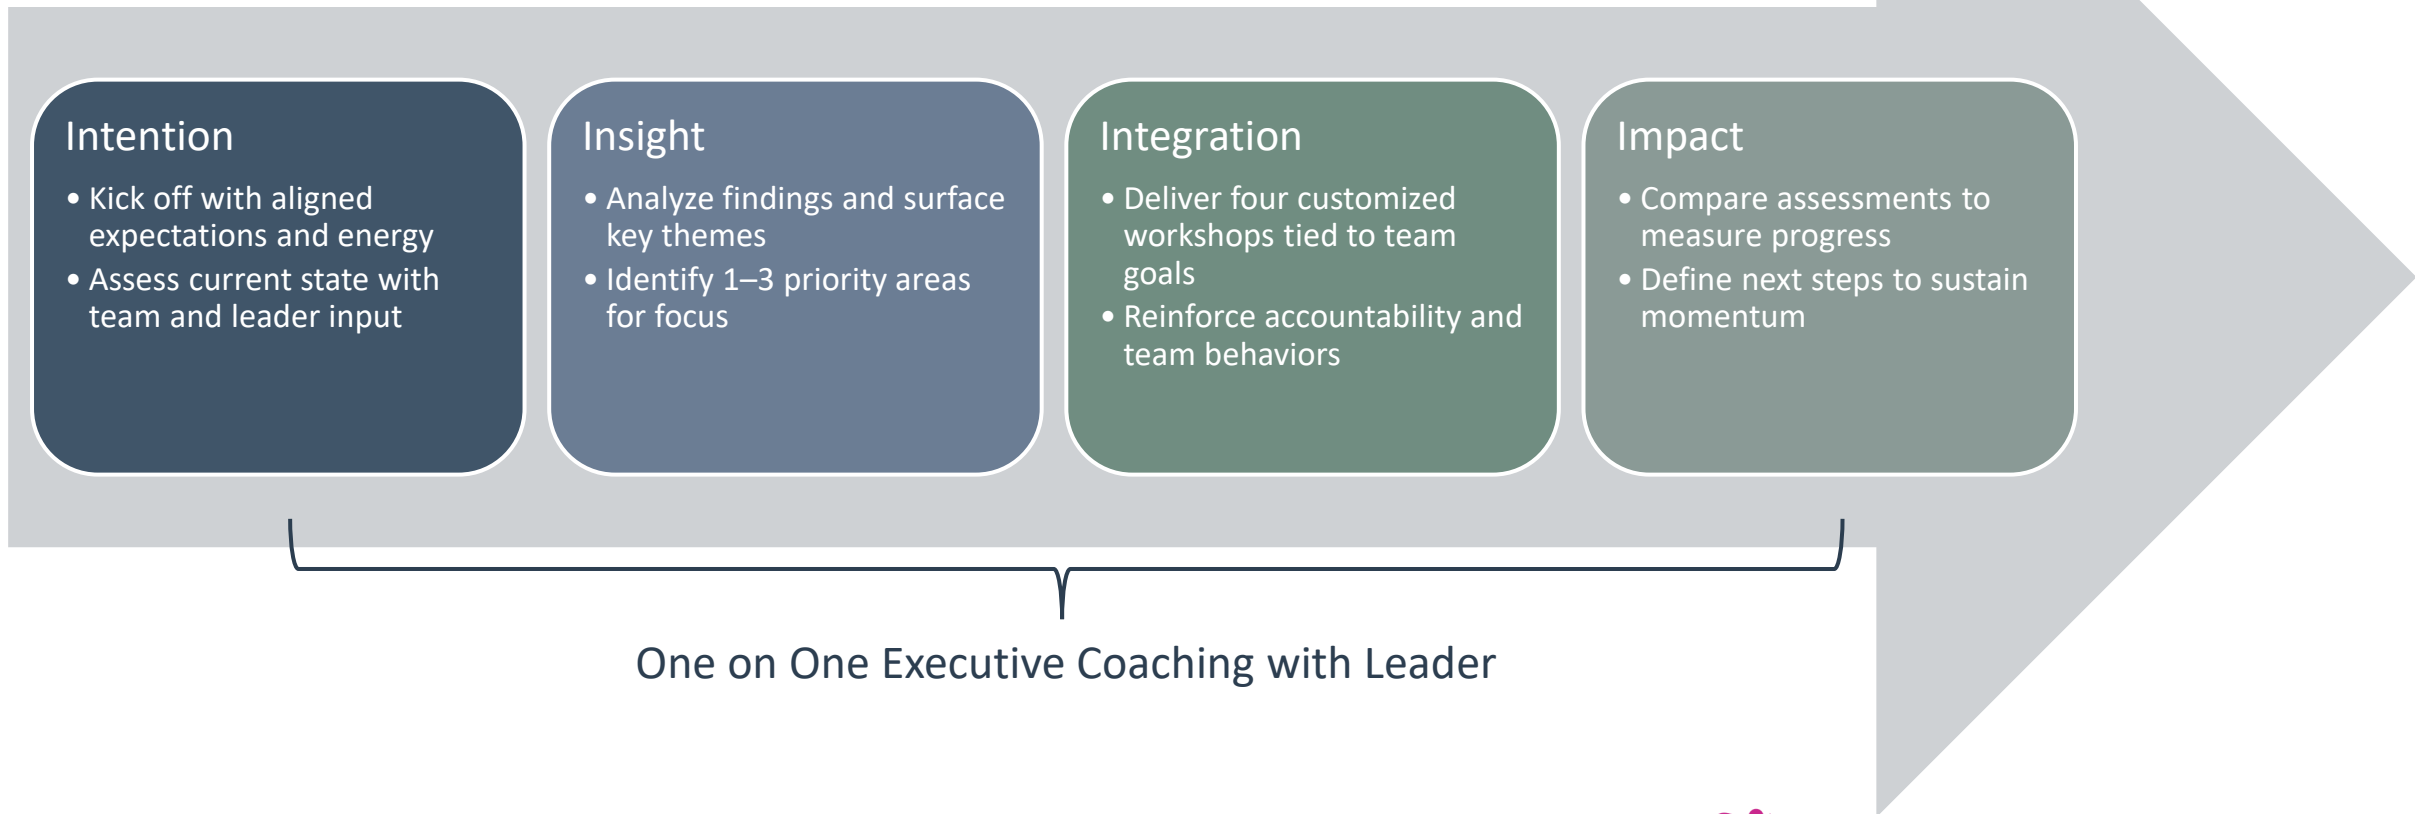 Intention
• Kick off with aligned
expectations and energy
• Assess current state with
team and leader input
Insight
• Analyze findings and surface
key themes
• Identify 1–3 priority areas
for focus
Integration
• Deliver four customized
workshops tied to team
goals
• Reinforce accountability and
team behaviors
Impact
• Compare assessments to
measure progress
• Define next steps to sustain
momentum
One on One Executive Coaching with Leader